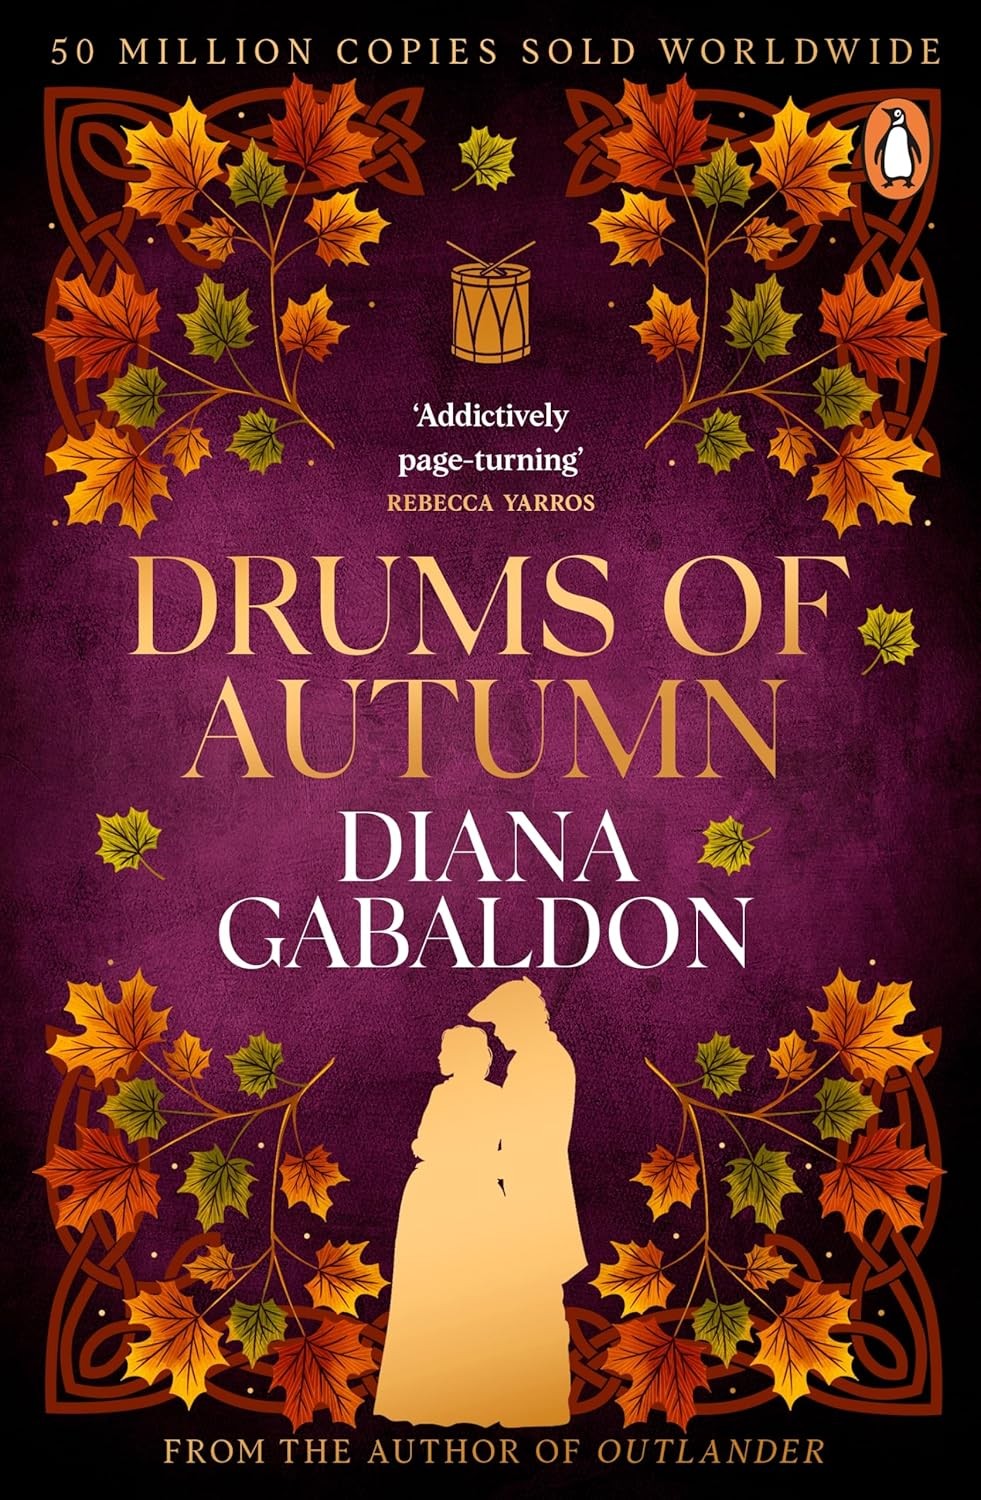 50 MILLION COPIES SOLD WORLDWIDE
‘Addictively
page-turning’
REBECCA YARROS
DRUMS OF
AUTUMN
DIANA
GABALDON
FROM THE AUTHOR OF OUTLANDER